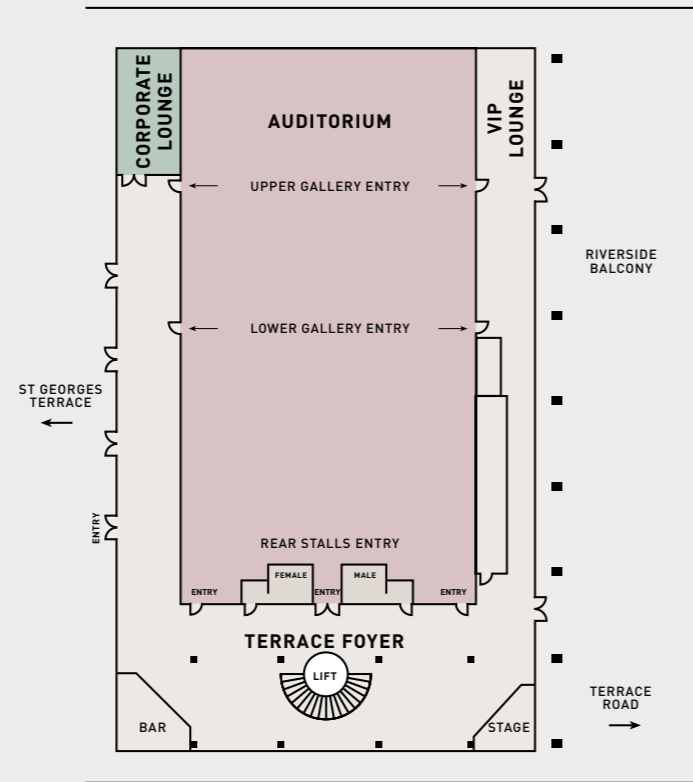 CORPORATE
LOUNGE
AUDITORIUM
VIP
LOUNGE
UPPER GALLERY ENTRY
RIVERSIDE
BALCONY
LOWER GALLERY ENTRY
ST GEORGES
TERRACE
ENTRY
REAR STALLS ENTRY
FEMALE
MALE
ENTRY
ENTRY
ENTRY
TERRACE FOYER
LIFT
TERRACE
ROAD
BAR
STAGE